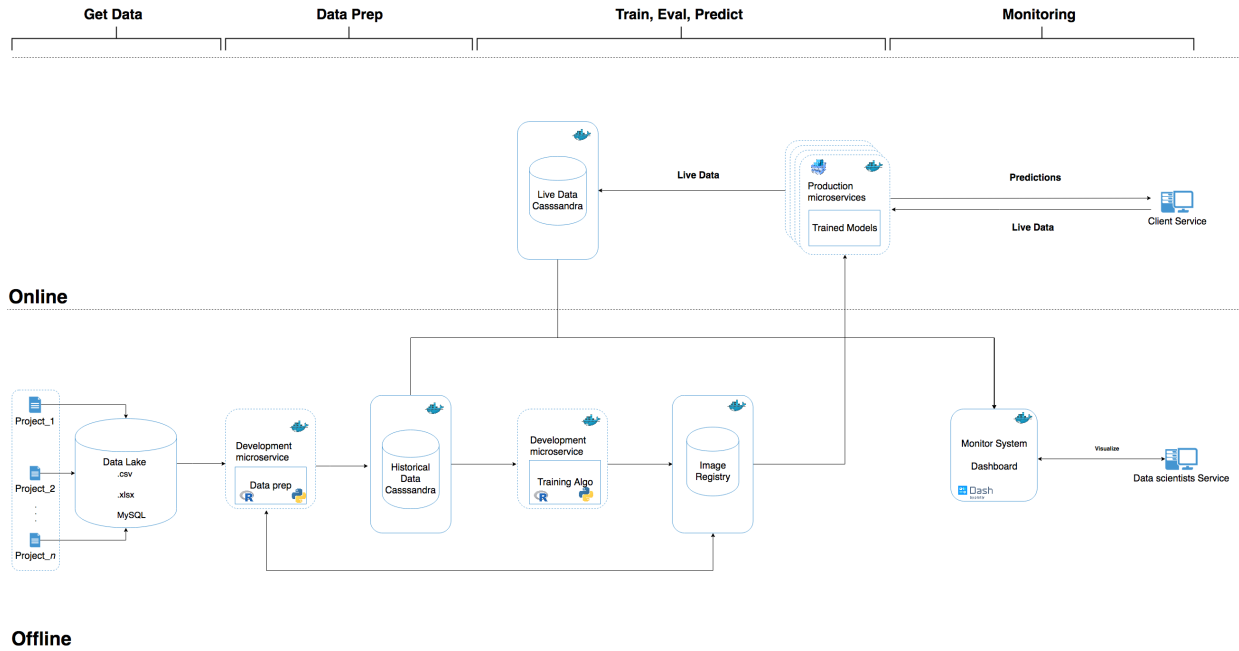 Get Data
Data Prep
Train, Eval, Predict
Monitoring
Live Data
Casssandra
Live Data
Production
microservices
Trained Models
Predictions
Live Data
Client Service
Online
Project_1
Project_2
Project_n
Data Lake
.csv
.xlsx
MySQL
Development
microservice
Data prep
Historical
Data
Casssandra
Development
microservice
Training Algo
Image
Registry
Monitor System
Dashboard
Dash
Visualize
Data scientists Service
Offline